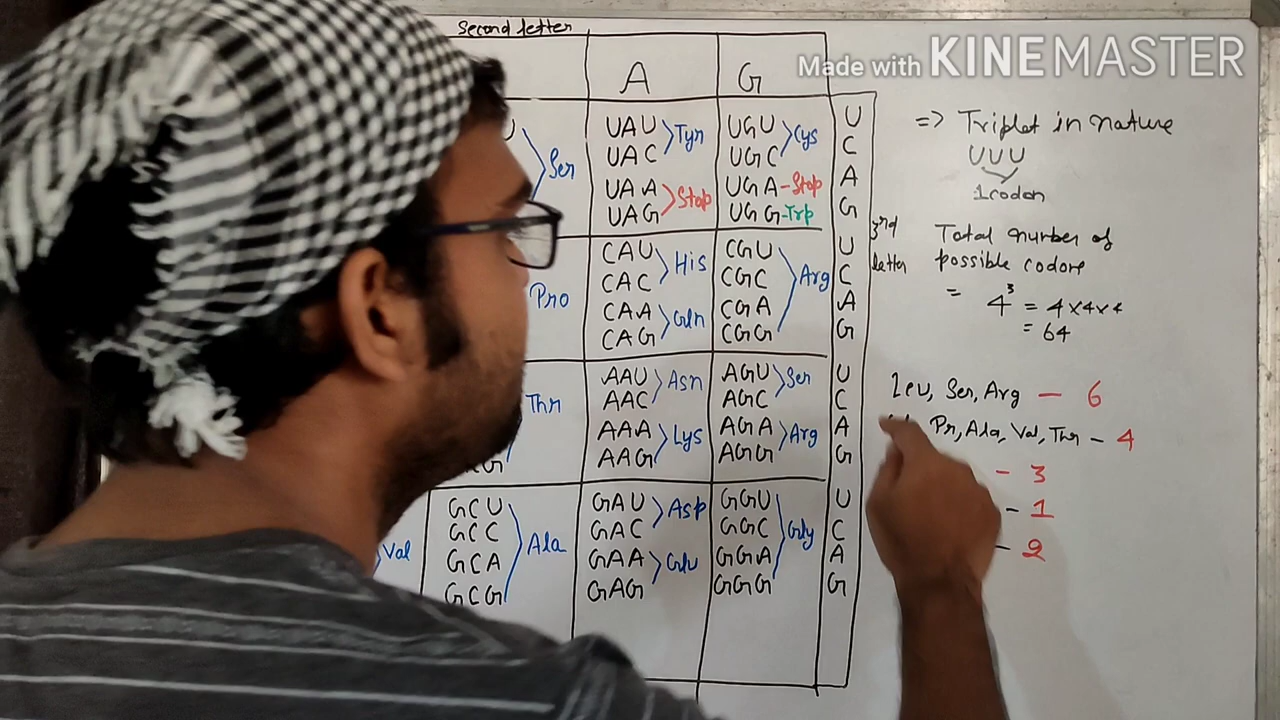 Second letter
A G
UAU
UAC
Tyr
UAA
UAG
Stop
UGU
UGC
Cys
UGA - Stop
UGG - Trp
Ser
U
C
A
G
CAU
CAC
His
CAA
CAG
Gln
CGU
CGC
CGA
CGG
Arg
Pro
U
C
A
G
3rd
letter
AAU
AAC
Asn
AAA
AAG
Lys
AGU
AGC
Ser
AGA
AGG
Arg
Thr
U
C
A
G
Val
GCU
GCC
GCA
GCG
Ala
GAU
GAC
Asp
GAA
GAG
Glu
GGU
GGC
GGA
GGG
Gly
U
C
A
G
Made with KINEMASTER
=> Triplet in nature
UUU
1 codon
Total number of
possible codons
= 4³ = 4×4×4
= 64
Leu, Ser, Arg — 6
Pr, Ala, Val, Thr - 4
- 3
- 1
- 2